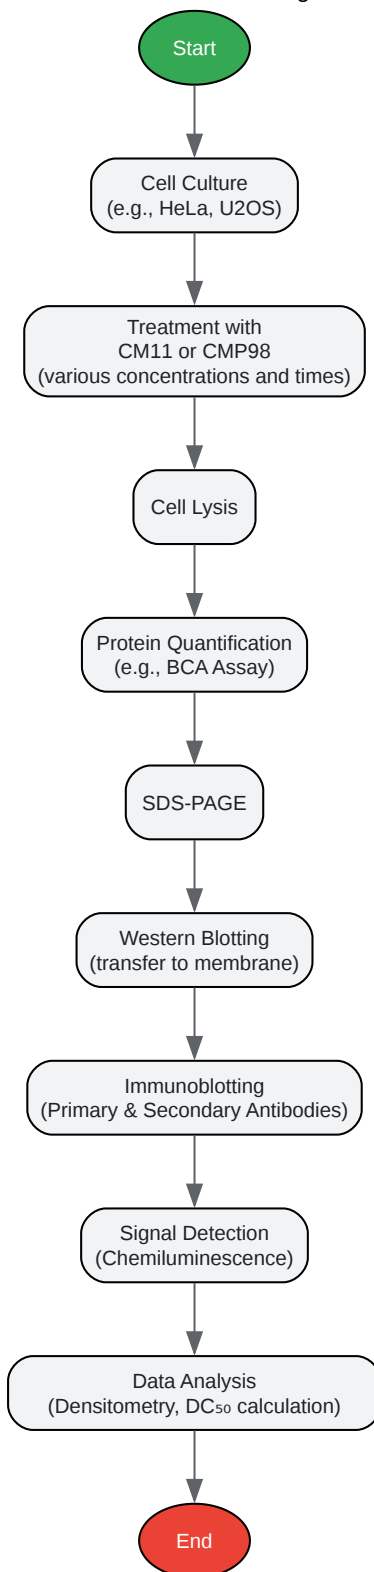 Start
Cell Culture
(e.g., HeLa, U2OS)
Treatment with
CM11 or CMP98
(various concentrations and times)
Cell Lysis
Protein Quantification
(e.g., BCA Assay)
SDS-PAGE
Western Blotting
(transfer to membrane)
Immunoblotting
(Primary & Secondary Antibodies)
Signal Detection
(Chemiluminescence)
Data Analysis
(Densitometry, DC₅₀ calculation)
End